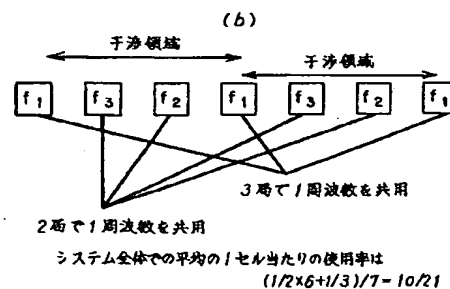 (b)
干渉領域
干渉領域
f1 f3 f2 f1 f3 f2 f1
3局で1周波数を共用
2局で1周波数を共用
システム全体での平均の1セル当たりの使用率は
(1/2×6+1/3)/7=10/21